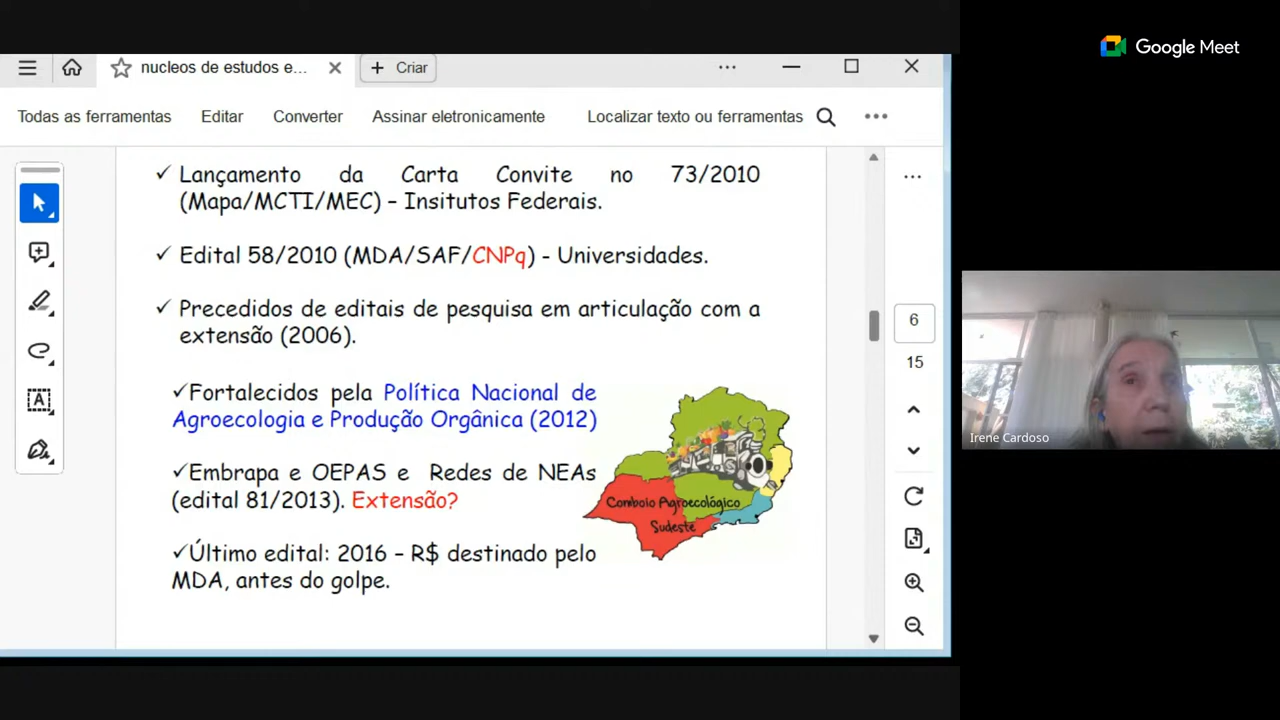 Google Meet
nucleos de estudos e...
Criar
Todas as ferramentas
Editar
Converter
Assinar eletronicamente
Localizar texto ou ferramentas
✓ Lançamento da Carta Convite no 73/2010
(Mapa/MCTI/MEC) – Insitutos Federais.
✓ Edital 58/2010 (MDA/SAF/CNPq) - Universidades.
✓ Precedidos de editais de pesquisa em articulação com a
extensão (2006).
✓Fortalecidos pela Política Nacional de
Agroecologia e Produção Orgânica (2012)
✓Embrapa e OEPAS e Redes de NEAs
(edital 81/2013). Extensão?
✓Último edital: 2016 – R$ destinado pelo
MDA, antes do golpe.
Comboio Agroecológico
Sudeste
6
15
Irene Cardoso